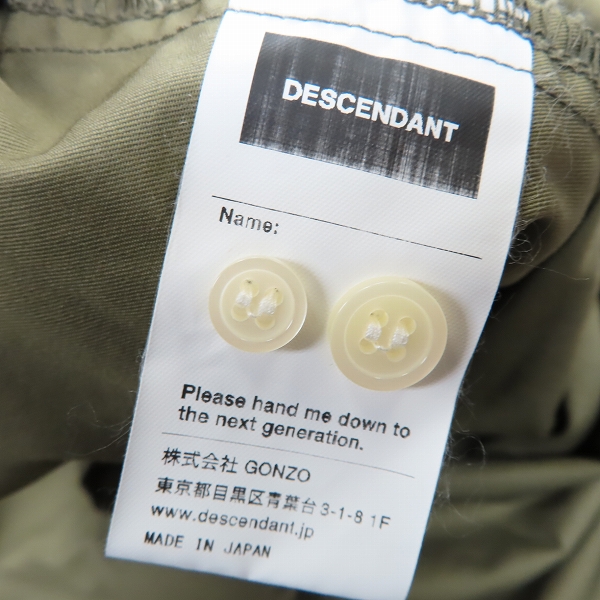 DESCENDANT
Name:
Please hand me down to
the next generation.
株式会社 GONZO
東京都目黒区青葉台 3-1-8 1F
www.descendant.jp
MADE IN JAPAN